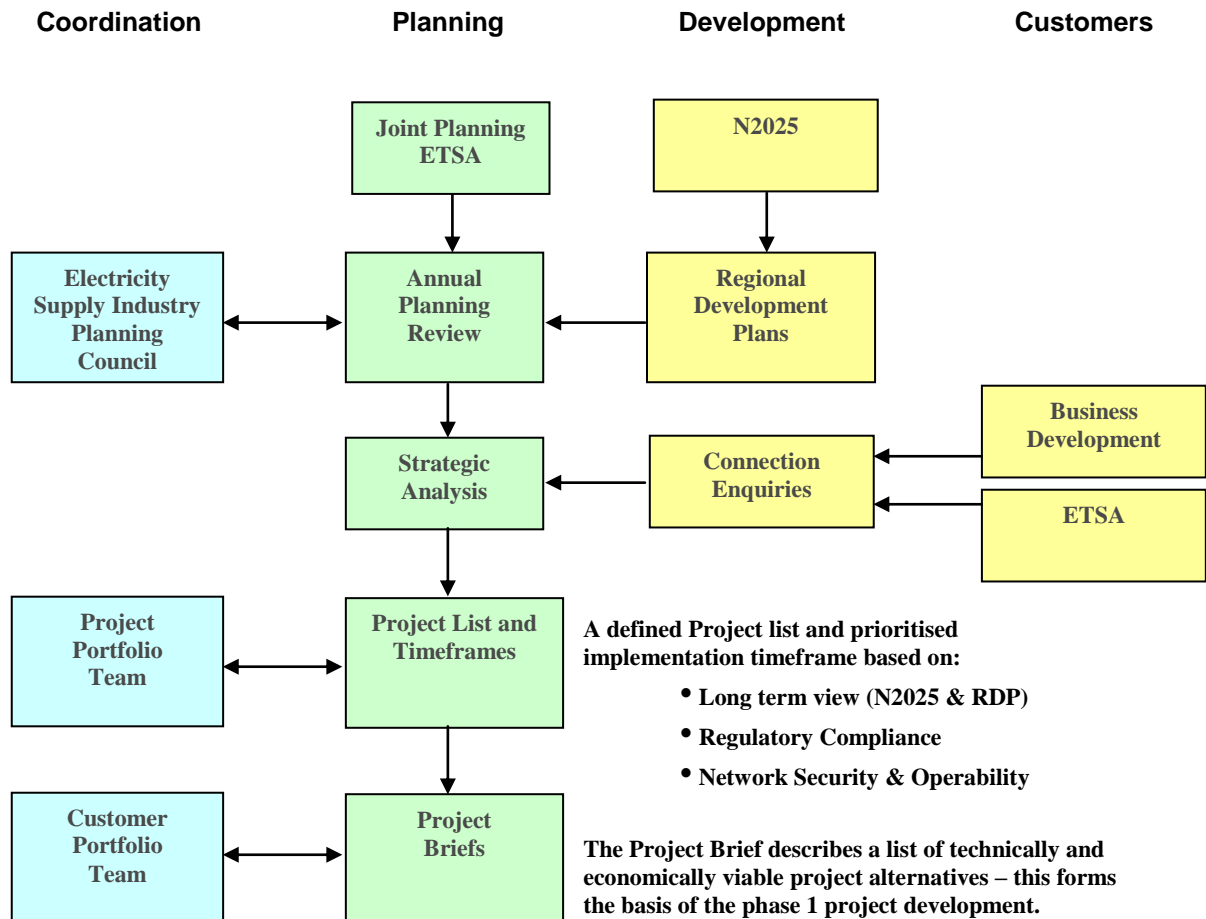 Coordination
Planning
Development
Customers
Joint Planning
ETSA
N2025
Electricity
Supply Industry
Planning
Council
Annual
Planning
Review
Regional
Development
Plans
Business
Development
Strategic
Analysis
Connection
Enquiries
ETSA
Project
Portfolio
Team
Project List and
Timeframes
A defined Project list and prioritised
implementation timeframe based on:
• Long term view (N2025 & RDP)
• Regulatory Compliance
• Network Security & Operability
Customer
Portfolio
Team
Project
Briefs
The Project Brief describes a list of technically and
economically viable project alternatives – this forms
the basis of the phase 1 project development.